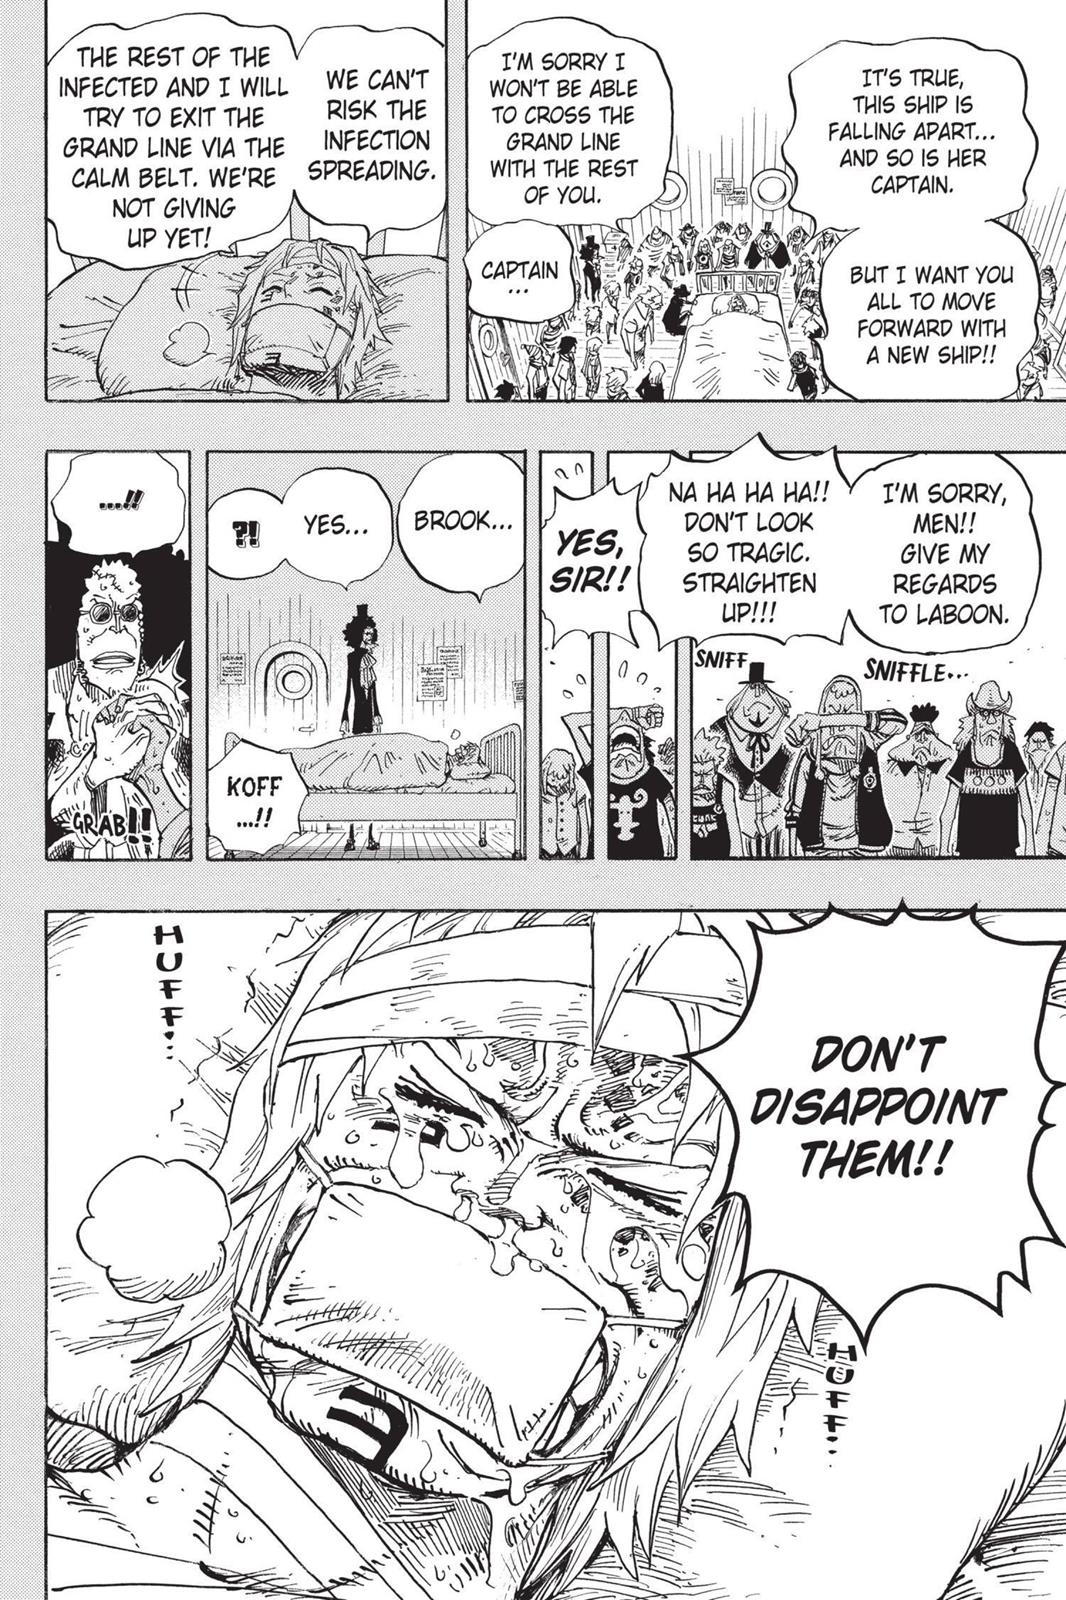 IT'S TRUE,
THIS SHIP IS
FALLING APART...
AND SO IS HER
CAPTAIN.
BUT I WANT YOU
ALL TO MOVE
FORWARD WITH
A NEW SHIP!!
I'M SORRY I
WON'T BE ABLE
TO CROSS THE
GRAND LINE
WITH THE REST
OF YOU.
CAPTAIN
...
WE CAN'T
RISK THE
INFECTION
SPREADING.
THE REST OF THE
INFECTED AND I WILL
TRY TO EXIT THE
GRAND LINE VIA THE
CALM BELT. WE'RE
NOT GIVING
UP YET!
I'M SORRY,
MEN!!
GIVE MY
REGARDS
TO LABOON.
NA HA HA HA!!
DON'T LOOK
SO TRAGIC.
STRAIGHTEN
UP!!!
SNIFFLE...
SNIFF
YES,
SIR!!
BROOK...
YES...
?!
KOFF
...!!
....!!
GRAB!!
DON'T
DISAPPOINT
THEM!!
HUFF...
HUFF...